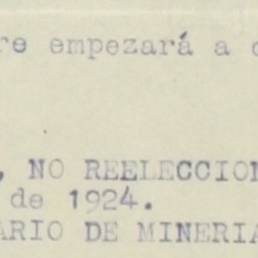 re empezará a
, NO REELECCION
de 1924.
ARIO DE MINERIA